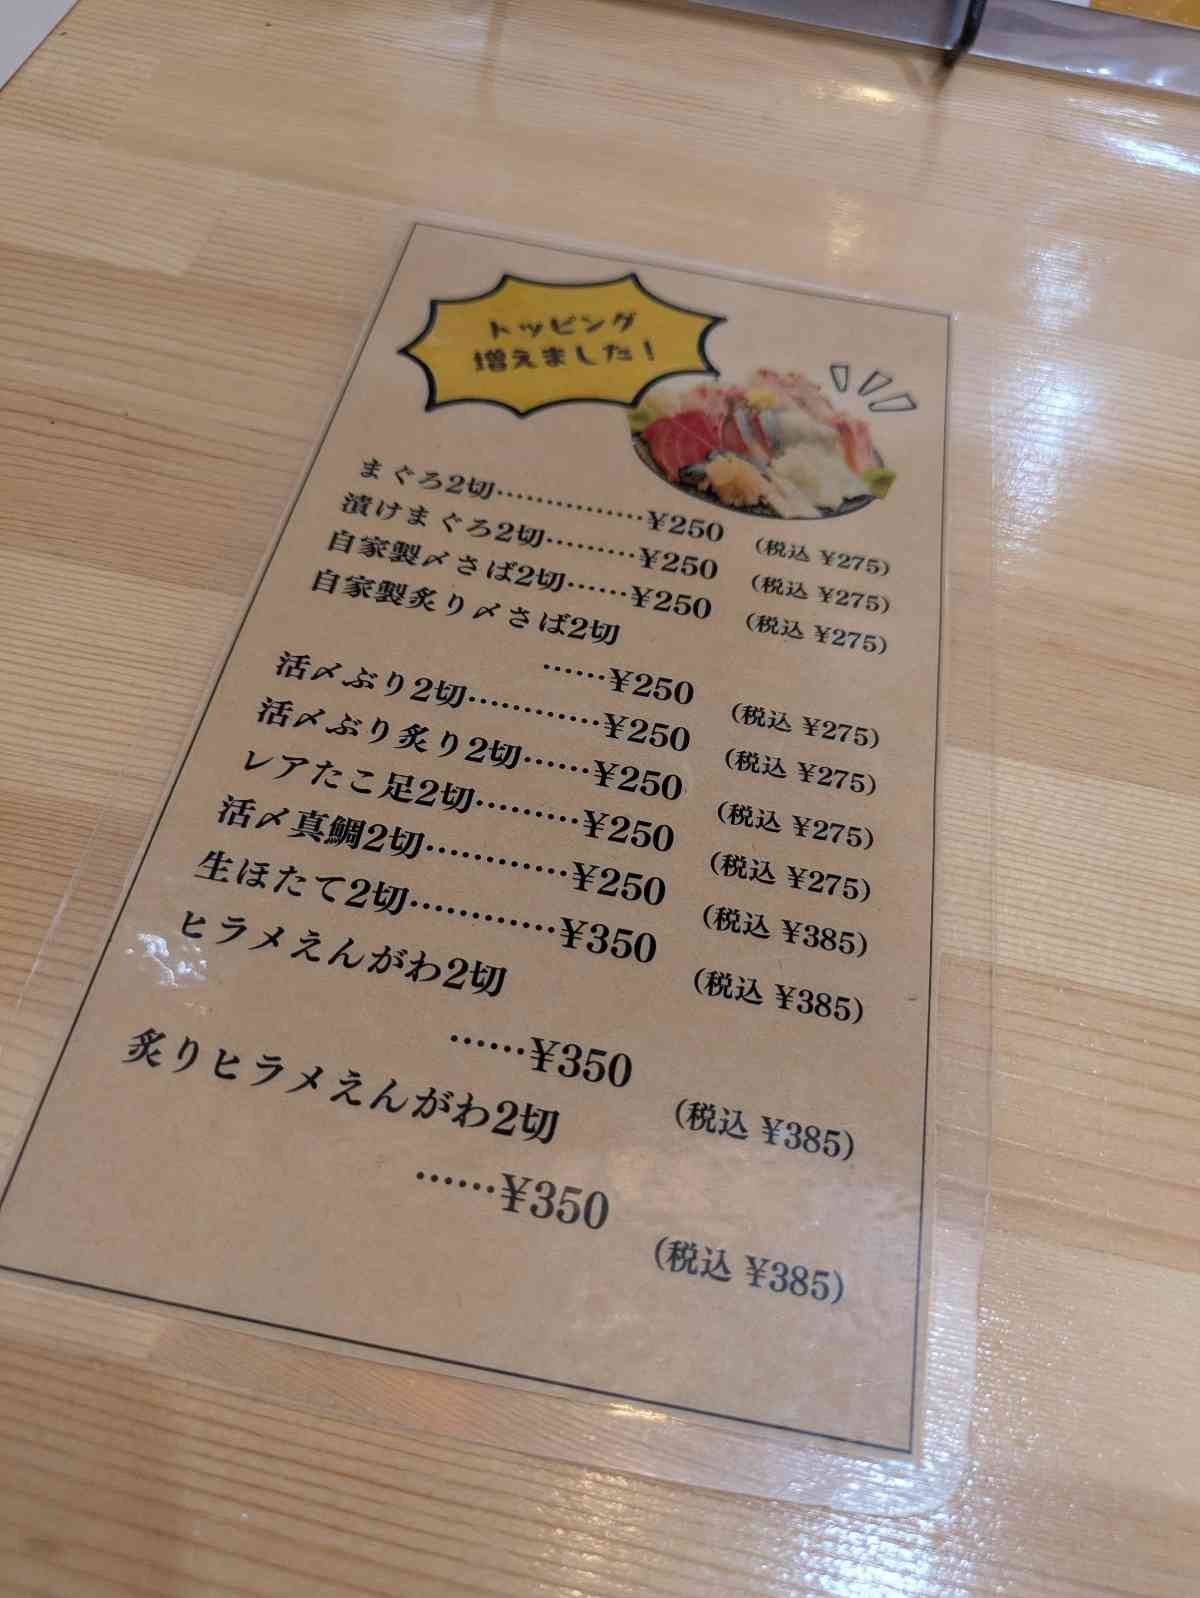 トッピング
増えました!
まぐろ2切……………¥250 (税込 ¥275)
漬けまぐろ2切………¥250 (税込 ¥275)
自家製〆さば2切……¥250 (税込 ¥275)
自家製炙り〆さば2切
……¥250 (税込 ¥275)
活〆ぶり2切…………¥250 (税込 ¥275)
活〆ぶり炙り2切……¥250 (税込 ¥275)
レアたこ足2切………¥250 (税込 ¥275)
活〆真鯛2切…………¥250 (税込 ¥385)
生ほたて2切…………¥350 (税込 ¥385)
ヒラメえんがわ2切
……¥350 (税込 ¥385)
炙りヒラメえんがわ2切
……¥350 (税込 ¥385)